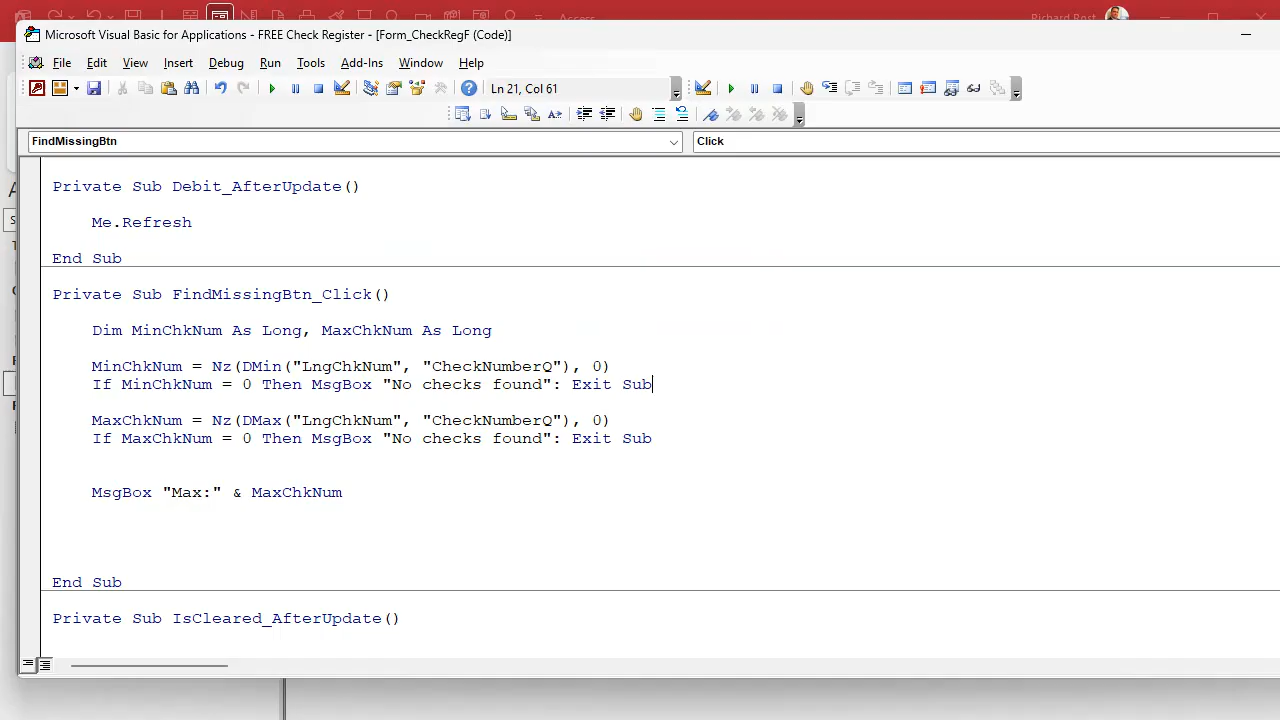 Access
Richard Rost
Microsoft Visual Basic for Applications - FREE Check Register - [Form_CheckRegF (Code)]
File Edit View Insert Debug Run Tools Add-Ins Window Help
Ln 21, Col 61
FindMissingBtn
Click
Private Sub Debit_AfterUpdate()
Me.Refresh
End Sub
Private Sub FindMissingBtn_Click()
Dim MinChkNum As Long, MaxChkNum As Long
MinChkNum = Nz(DMin("LngChkNum", "CheckNumberQ"), 0)
If MinChkNum = 0 Then MsgBox "No checks found": Exit Sub
MaxChkNum = Nz(DMax("LngChkNum", "CheckNumberQ"), 0)
If MaxChkNum = 0 Then MsgBox "No checks found": Exit Sub
MsgBox "Max:" & MaxChkNum
End Sub
Private Sub IsCleared_AfterUpdate()